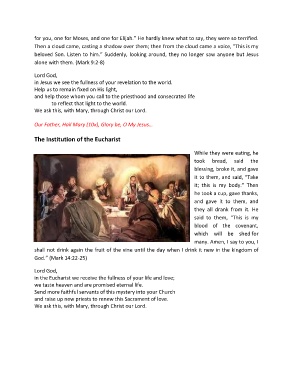 for you, one for Moses, and one for Elijah." He hardly knew what to say, they were so terrified.
Then a cloud came, casting a shadow over them; then from the cloud came a voice, "This is my
beloved Son. Listen to him." Suddenly, looking around, they no longer saw anyone but Jesus
alone with them. (Mark 9:2-8)
Lord God,
in Jesus we see the fullness of your revelation to the world.
Help us to remain fixed on His light,
and help those whom you call to the priesthood and consecrated life
to reflect that light to the world.
We ask this, with Mary, through Christ our Lord.
Our Father, Hail Mary (10x), Glory be, O My Jesus...
The Institution of the Eucharist
While they were eating, he
took bread, said the
blessing, broke it, and gave
it to them, and said, "Take
it; this is my body." Then
he took a cup, gave thanks,
and gave it to them, and
they all drank from it. He
said to them, "This is my
blood of the covenant,
which will be shed for
many. Amen, I say to you, I
shall not drink again the fruit of the vine until the day when I drink it new in the kingdom of
God." (Mark 14:22-25)
Lord God,
in the Eucharist we receive the fullness of your life and love;
we taste heaven and are promised eternal life.
Send more faithful servants of this mystery into your Church
and raise up new priests to renew this Sacrament of love.
We ask this, with Mary, through Christ our Lord.